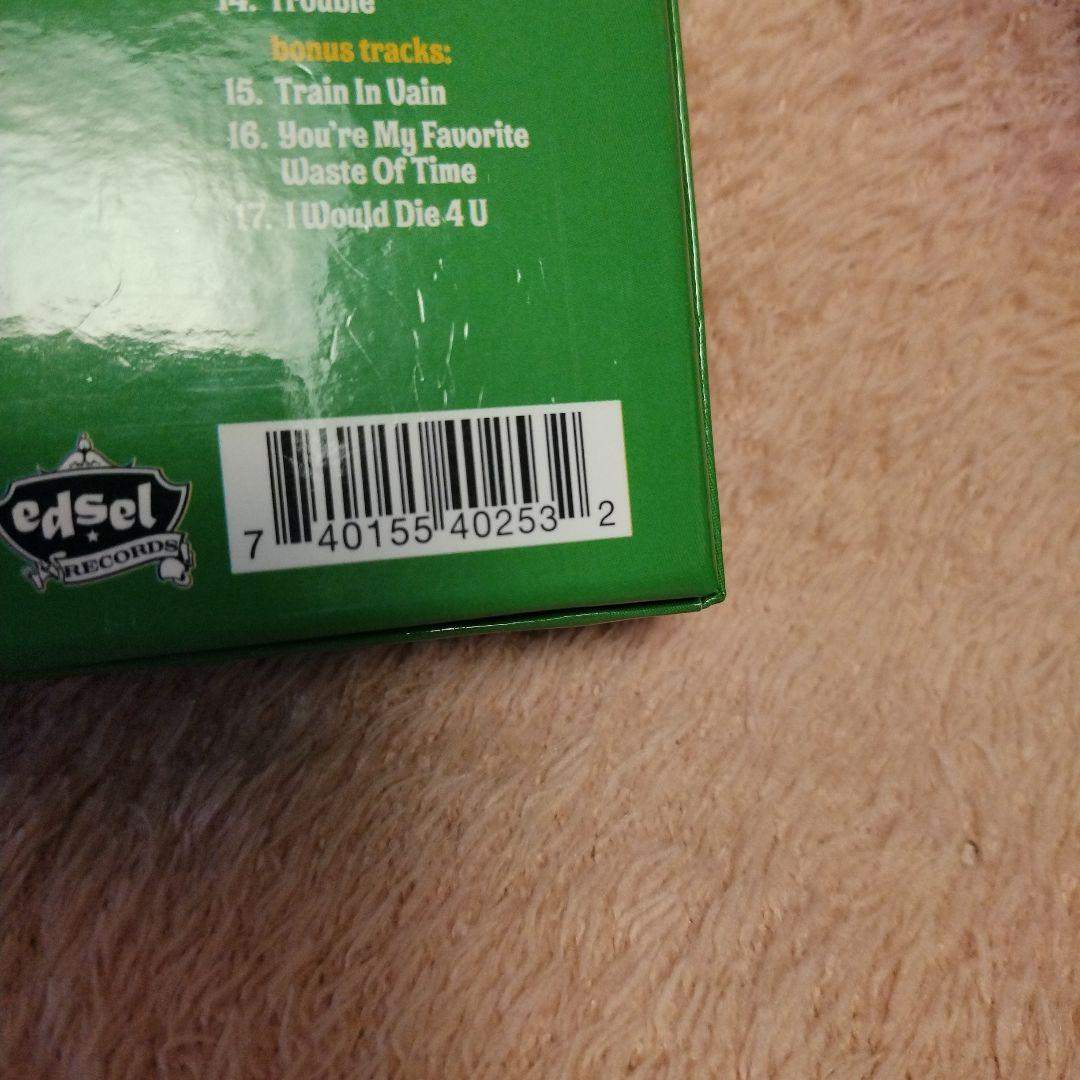 14. Trouble
bonus tracks:
15. Train In Vain
16. You're My Favorite
Waste Of Time
17. I Would Die 4 U
edsel
RECORDS
7 40155 40253 2